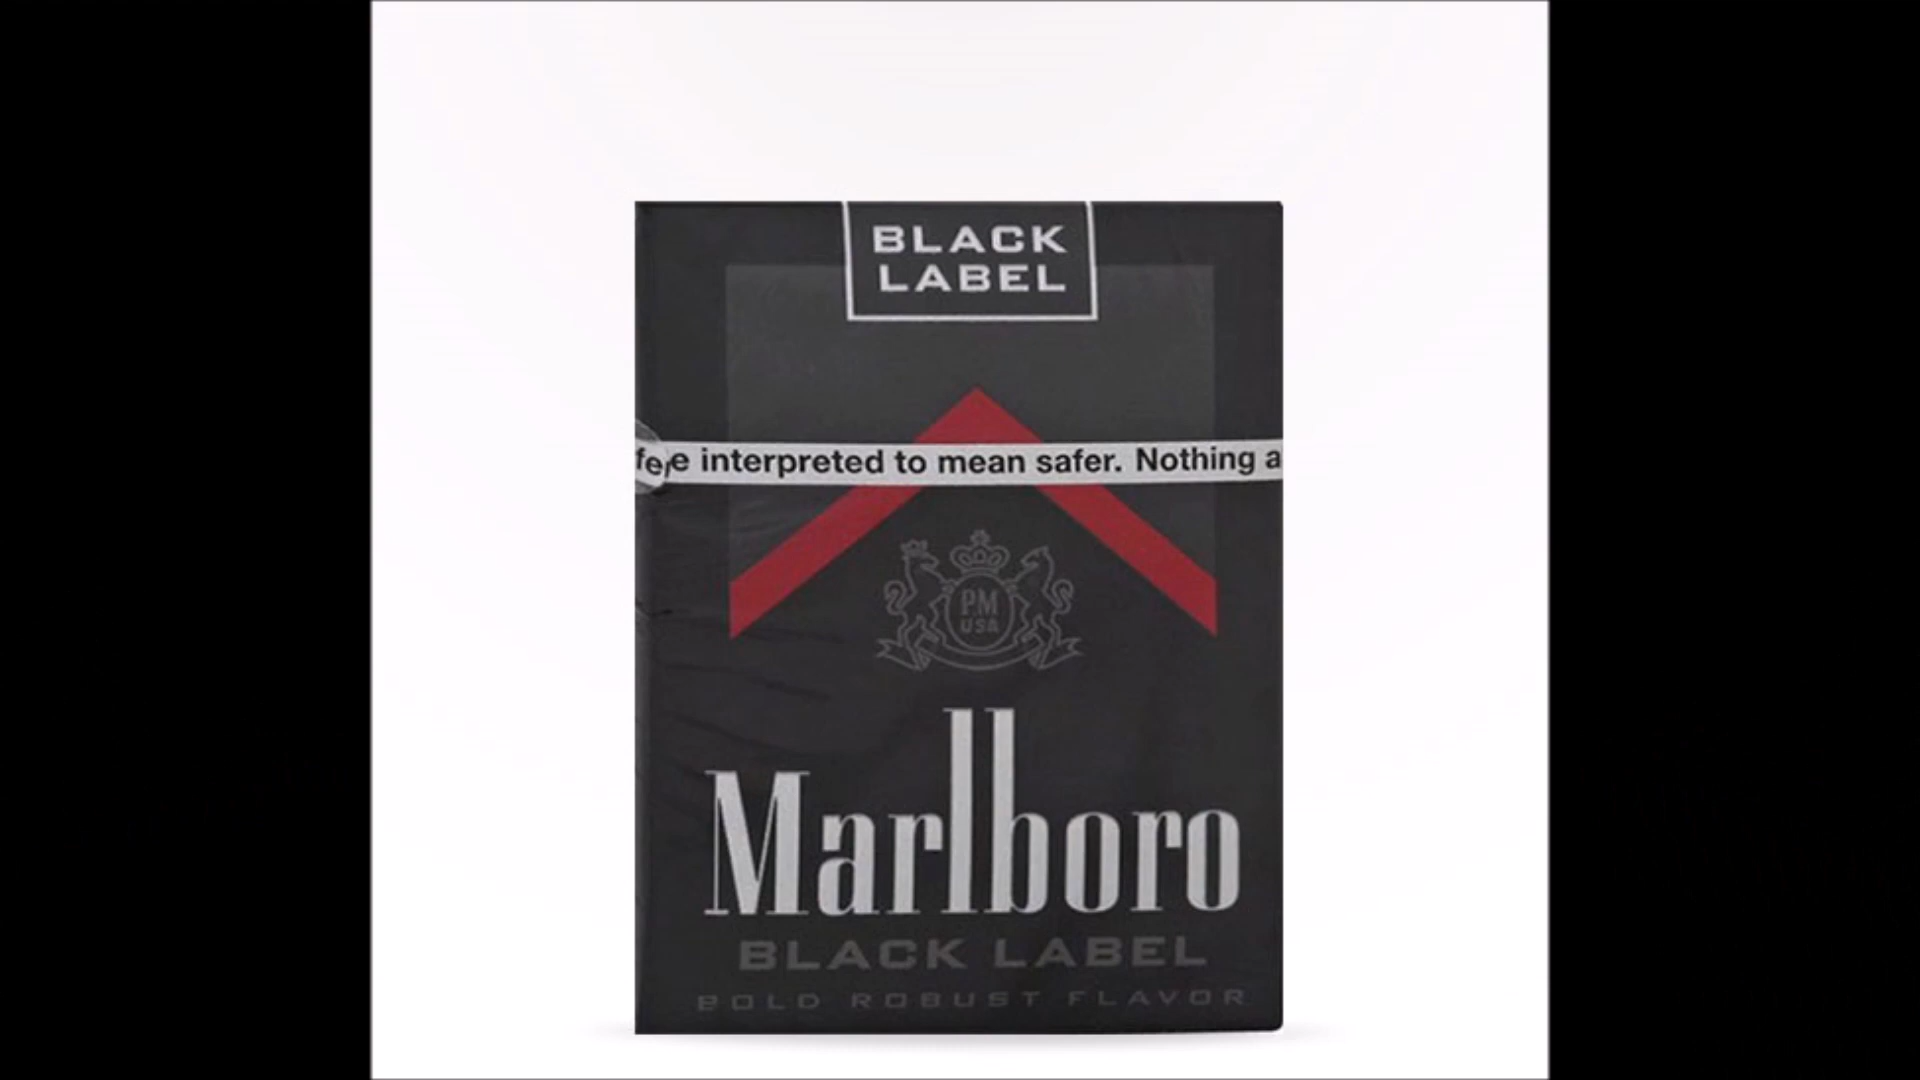 BLACK
LABEL
e interpreted to mean safer. Nothing a
PM
USA
Marlboro
BLACK LABEL
BOLD ROBUST FLAVOR